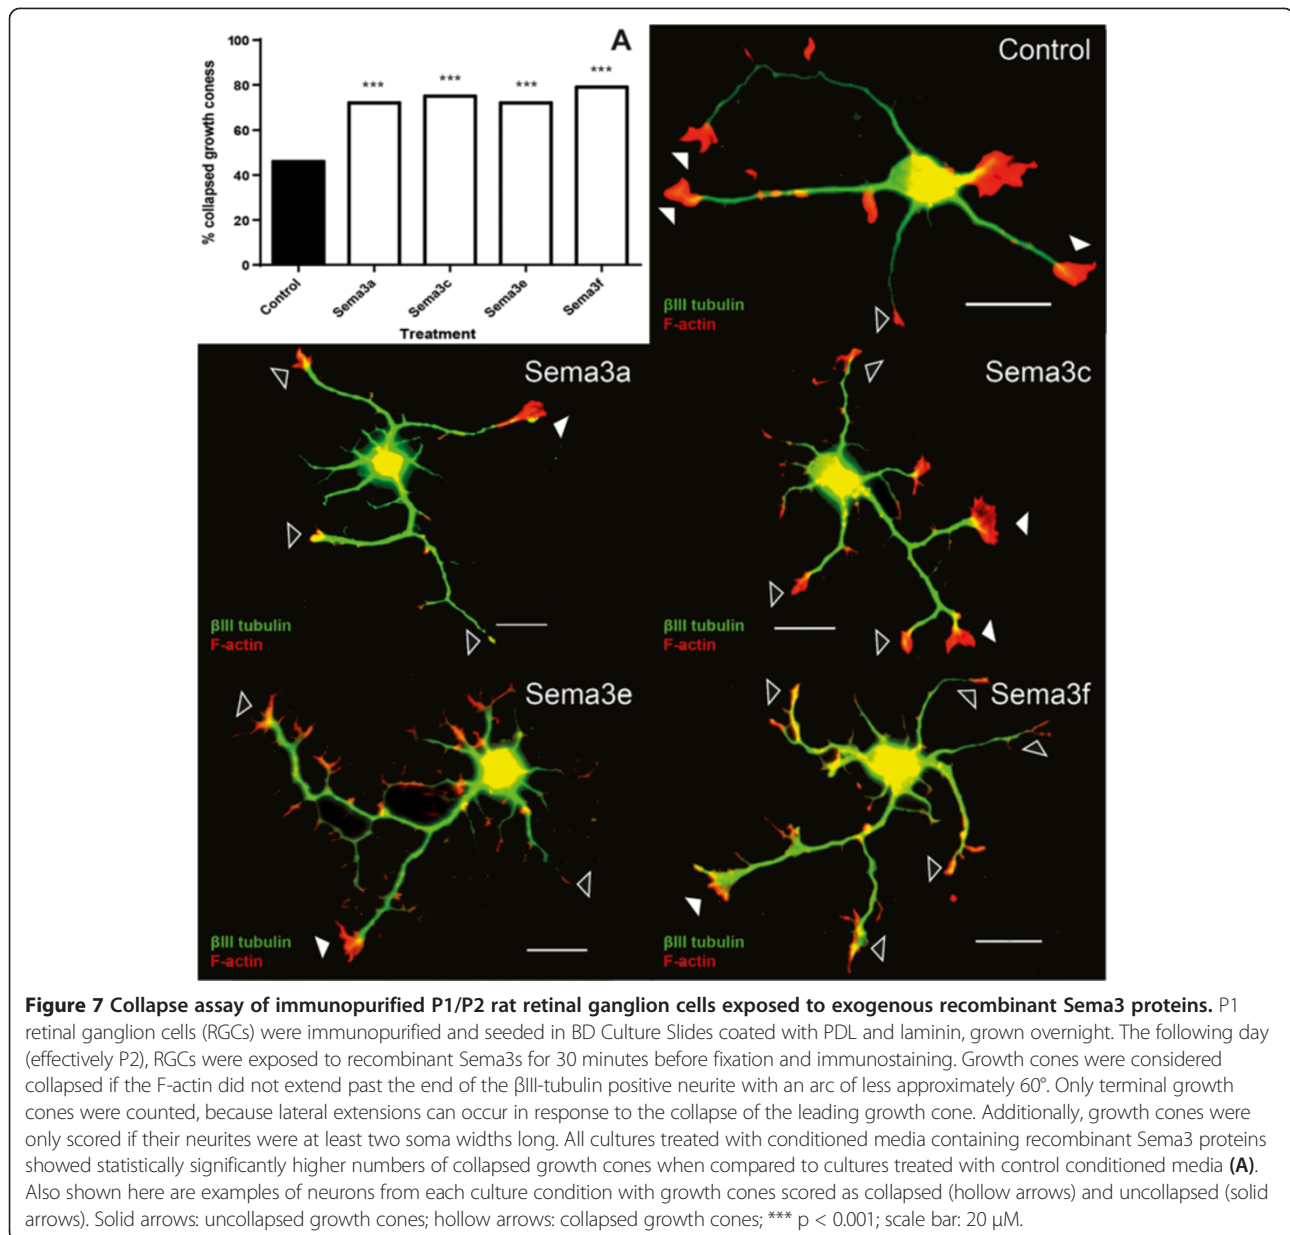 A
100
80
60
40
20
0
% collapsed growth coness
***
***
***
***
Control
Sema3a
Sema3c
Sema3e
Sema3f
Treatment
Control
βIII tubulin
F-actin
Sema3a
βIII tubulin
F-actin
Sema3c
βIII tubulin
F-actin
Sema3e
βIII tubulin
F-actin
Sema3f
βIII tubulin
F-actin
Figure 7 Collapse assay of immunopurified P1/P2 rat retinal ganglion cells exposed to exogenous recombinant Sema3 proteins. P1
retinal ganglion cells (RGCs) were immunopurified and seeded in BD Culture Slides coated with PDL and laminin, grown overnight. The following day
(effectively P2), RGCs were exposed to recombinant Sema3s for 30 minutes before fixation and immunostaining. Growth cones were considered
collapsed if the F-actin did not extend past the end of the βIII-tubulin positive neurite with an arc of less approximately 60°. Only terminal growth
cones were counted, because lateral extensions can occur in response to the collapse of the leading growth cone. Additionally, growth cones were
only scored if their neurites were at least two soma widths long. All cultures treated with conditioned media containing recombinant Sema3 proteins
showed statistically significantly higher numbers of collapsed growth cones when compared to cultures treated with control conditioned media (A).
Also shown here are examples of neurons from each culture condition with growth cones scored as collapsed (hollow arrows) and uncollapsed (solid
arrows). Solid arrows: uncollapsed growth cones; hollow arrows: collapsed growth cones; *** p < 0.001; scale bar: 20 μM.